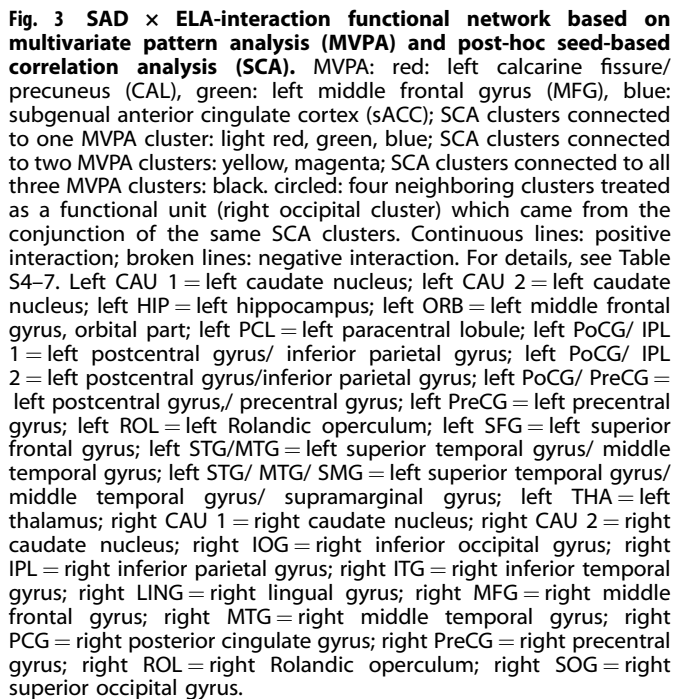 Fig. 3 SAD × ELA-interaction functional network based on
multivariate pattern analysis (MVPA) and post-hoc seed-based
correlation analysis (SCA). MVPA: red: left calcarine fissure/
precuneus (CAL), green: left middle frontal gyrus (MFG), blue:
subgenual anterior cingulate cortex (sACC); SCA clusters connected
to one MVPA cluster: light red, green, blue; SCA clusters connected
to two MVPA clusters: yellow, magenta; SCA clusters connected to all
three MVPA clusters: black. circled: four neighboring clusters treated
as a functional unit (right occipital cluster) which came from the
conjunction of the same SCA clusters. Continuous lines: positive
interaction; broken lines: negative interaction. For details, see Table
S4–7. Left CAU 1 = left caudate nucleus; left CAU 2 = left caudate
nucleus; left HIP = left hippocampus; left ORB = left middle frontal
gyrus, orbital part; left PCL = left paracentral lobule; left PoCG/ IPL
1 = left postcentral gyrus/ inferior parietal gyrus; left PoCG/ IPL
2 = left postcentral gyrus/inferior parietal gyrus; left PoCG/ PreCG =
left postcentral gyrus,/ precentral gyrus; left PreCG = left precentral
gyrus; left ROL = left Rolandic operculum; left SFG = left superior
frontal gyrus; left STG/MTG = left superior temporal gyrus/ middle
temporal gyrus; left STG/ MTG/ SMG = left superior temporal gyrus/
middle temporal gyrus/ supramarginal gyrus; left THA = left
thalamus; right CAU 1 = right caudate nucleus; right CAU 2 = right
caudate nucleus; right IOG = right inferior occipital gyrus; right
IPL = right inferior parietal gyrus; right ITG = right inferior temporal
gyrus; right LING = right lingual gyrus; right MFG = right middle
frontal gyrus; right MTG = right middle temporal gyrus; right
PCG = right posterior cingulate gyrus; right PreCG = right precentral
gyrus; right ROL = right Rolandic operculum; right SOG = right
superior occipital gyrus.